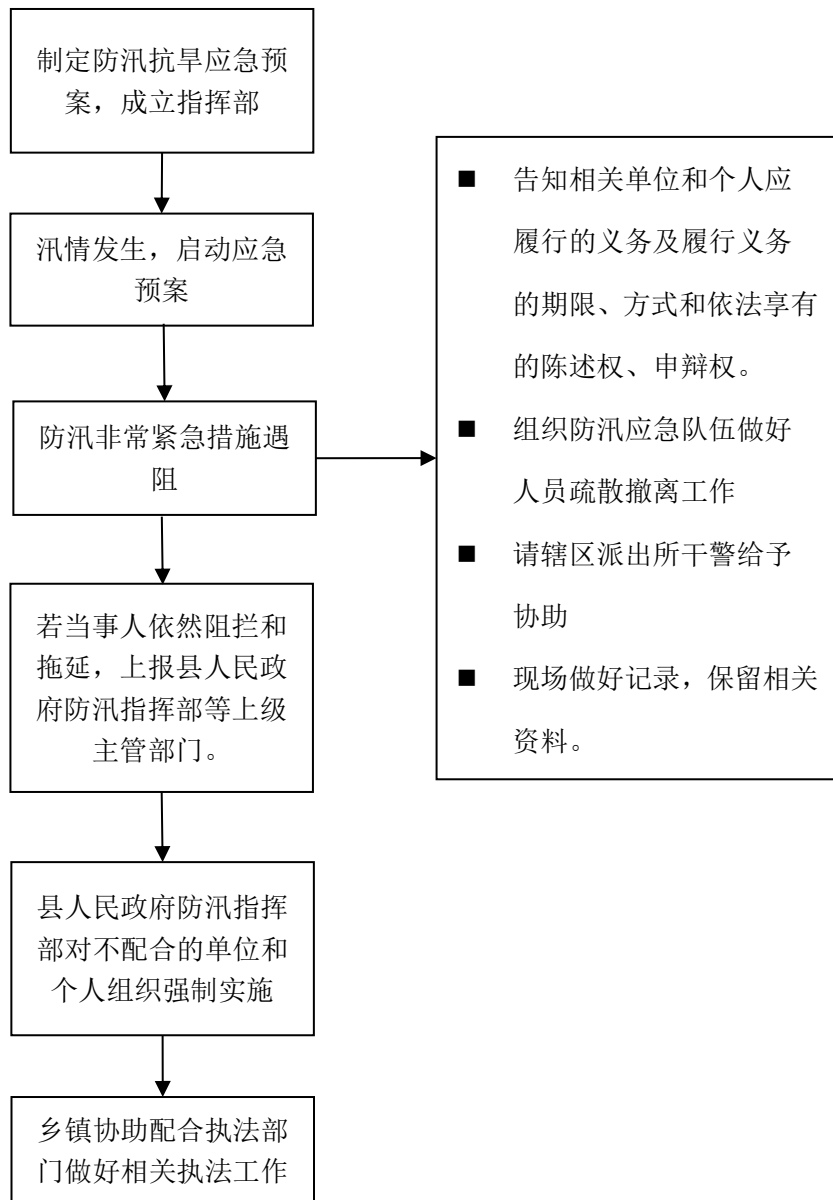 制定防汛抗旱应急预
案，成立指挥部
汛情发生，启动应急
预案
防汛非常紧急措施遇
阻
■ 告知相关单位和个人应
履行的义务及履行义务
的期限、方式和依法享有
的陈述权、申辩权。
■ 组织防汛应急队伍做好
人员疏散撤离工作
■ 请辖区派出所干警给予
协助
■ 现场做好记录，保留相关
资料。
若当事人依然阻拦和
拖延，上报县人民政
府防汛指挥部等上级
主管部门。
县人民政府防汛指挥
部对不配合的单位和
个人组织强制实施
乡镇协助配合执法部
门做好相关执法工作